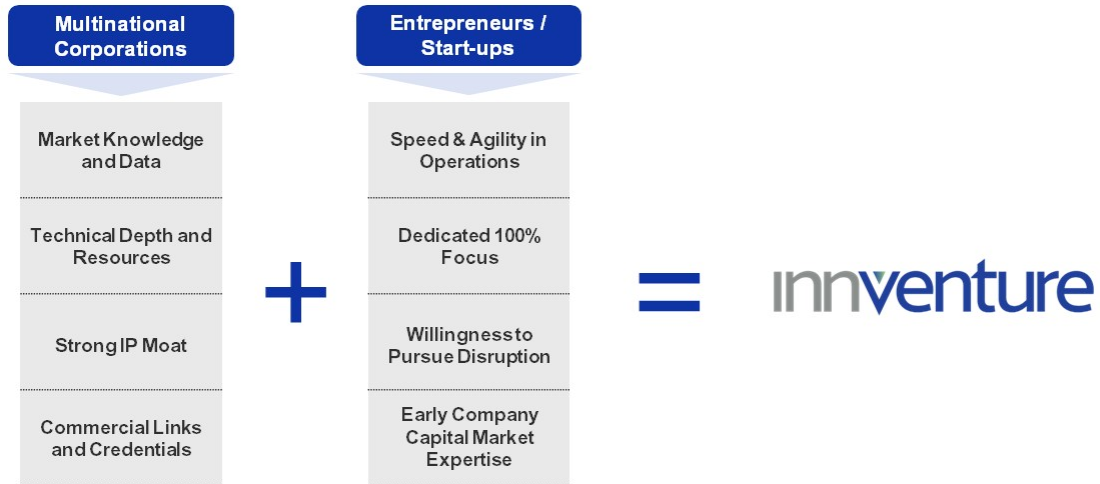 Multinational
Corporations
Market Knowledge
and Data
Technical Depth and
Resources
Strong IP Moat
Commercial Links
and Credentials
+
Entrepreneurs /
Start-ups
Speed & Agility in
Operations
Dedicated 100%
Focus
Willingness to
Pursue Disruption
Early Company
Capital Market
Expertise
=
innventure